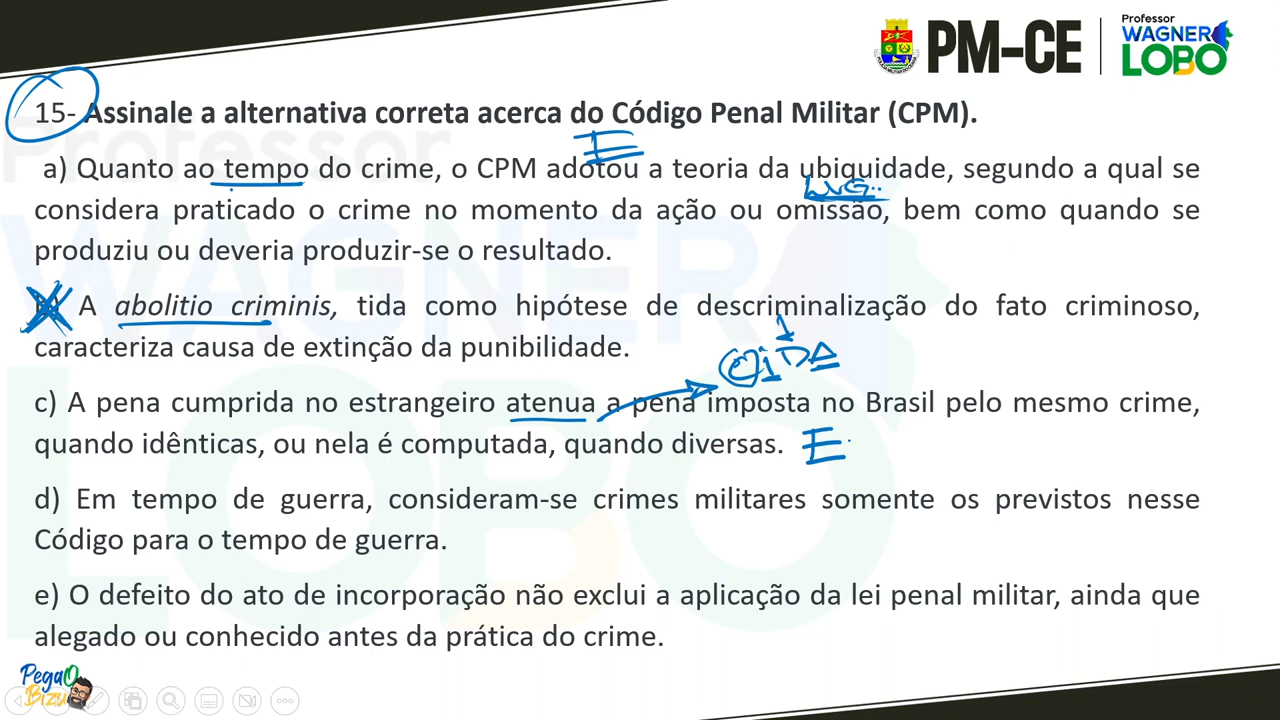 Professor
WAGNER
LOBO
PM-CE
15- Assinale a alternativa correta acerca do Código Penal Militar (CPM).
E
a) Quanto ao tempo do crime, o CPM adotou a teoria da ubiquidade, segundo a qual se
LUG..
considera praticado o crime no momento da ação ou omissão, bem como quando se
produziu ou deveria produzir-se o resultado.
A abolitio criminis, tida como hipótese de descriminalização do fato criminoso,
caracteriza causa de extinção da punibilidade.
DA
c) A pena cumprida no estrangeiro atenua a pena imposta no Brasil pelo mesmo crime,
quando idênticas, ou nela é computada, quando diversas. E
d) Em tempo de guerra, consideram-se crimes militares somente os previstos nesse
Código para o tempo de guerra.
e) O defeito do ato de incorporação não exclui a aplicação da lei penal militar, ainda que
alegado ou conhecido antes da prática do crime.
Professor
WAGNER
LOBO
PegaO
Bizu